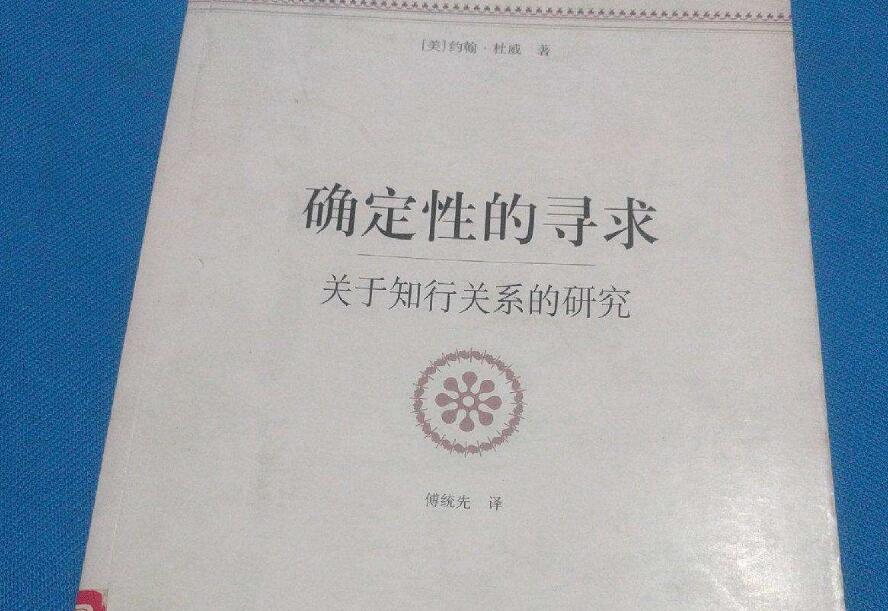 [美]约翰·杜威 著
确定性的寻求
关于知行关系的研究
傅统先 译